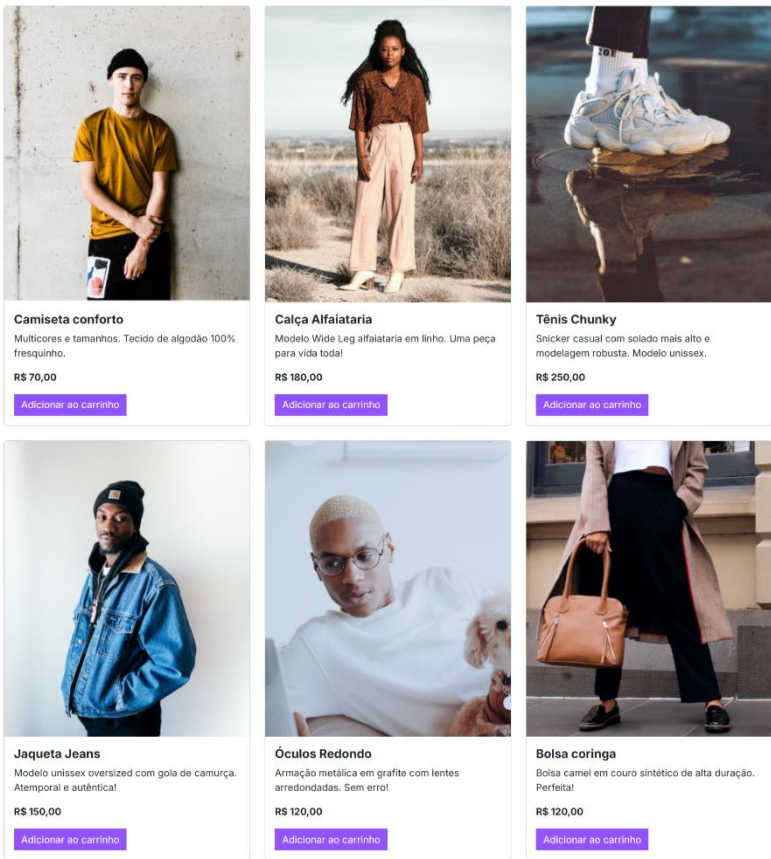 ZOE
Camiseta conforto
Multicores e tamanhos. Tecido de algodão 100%
fresquinho.
R$ 70,00
Adicionar ao carrinho
Calça Alfaiataria
Modelo Wide Leg alfaiataria em linho. Uma peça
para vida toda!
R$ 180,00
Adicionar ao carrinho
Tênis Chunky
Snicker casual com solado mais alto e
modelagem robusta. Modelo unissex.
R$ 250,00
Adicionar ao carrinho
Jaqueta Jeans
Modelo unissex oversized com gola de camurça.
Atemporal e autêntica!
R$ 150,00
Adicionar ao carrinho
Óculos Redondo
Armação metálica em grafite com lentes
arredondadas. Sem erro!
R$ 120,00
Adicionar ao carrinho
Bolsa coringa
Bolsa camel em couro sintético de alta duração.
Perfeita!
R$ 120,00
Adicionar ao carrinho